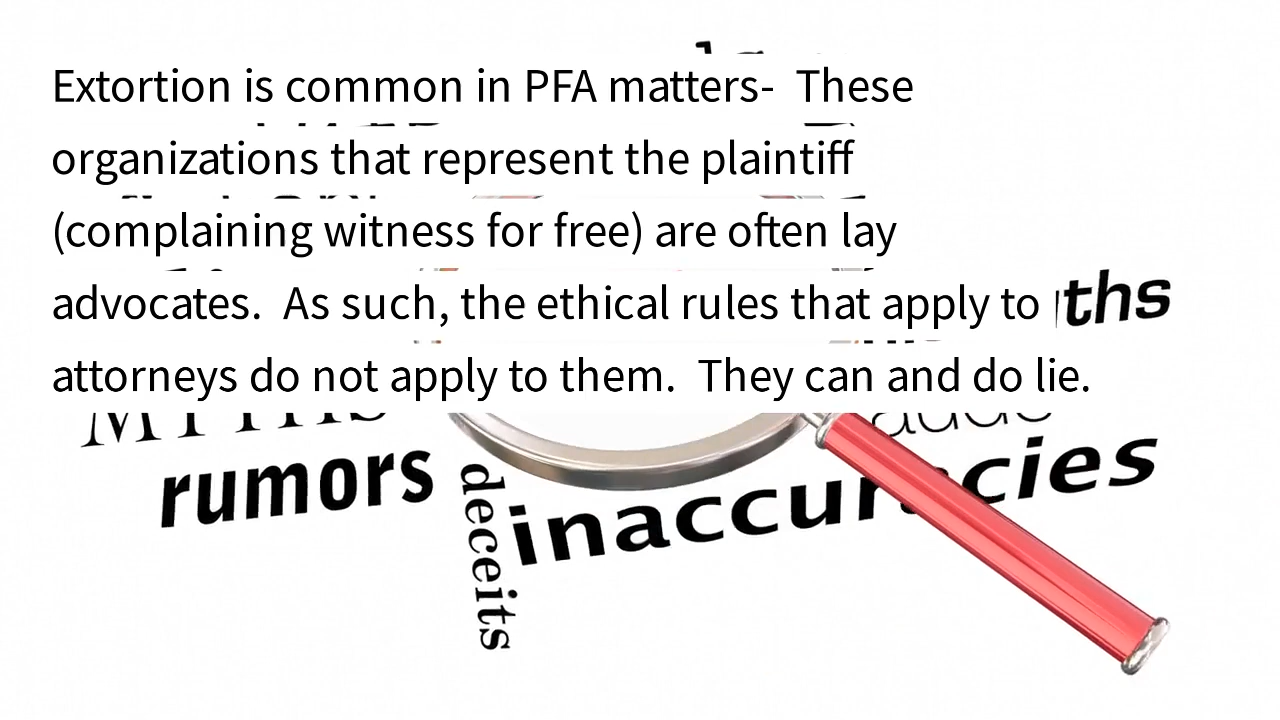 Extortion is common in PFA matters-  These
organizations that represent the plaintiff
(complaining witness for free) are often lay
advocates.  As such, the ethical rules that apply to
attorneys do not apply to them.  They can and do lie.
rumors
deceits
inaccuracies